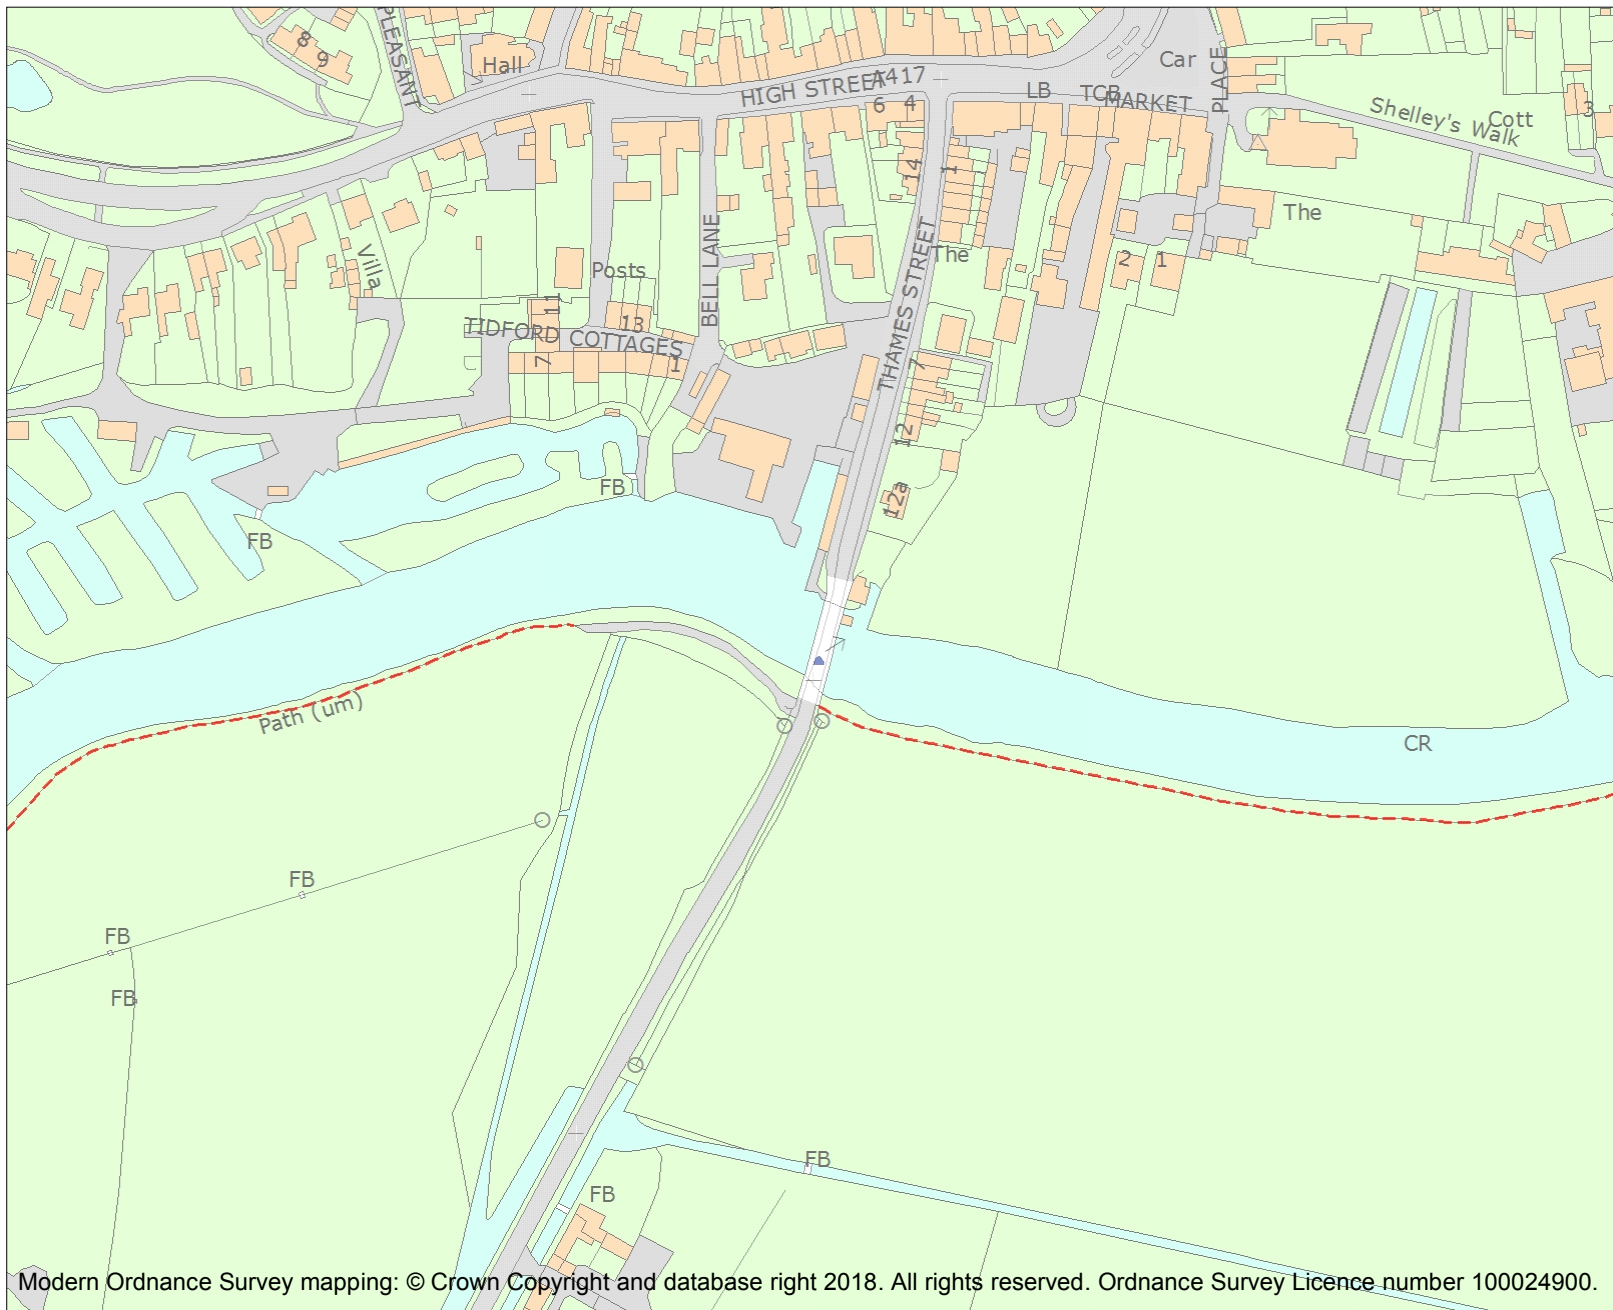 PLEASANT
8
9
Hall
HIGH STREET
A417
6
4
LB
TCB
MARKET
Car
PLACE
Shelley's Walk
Cott
3
14
1
The
Villa
Posts
BELL LANE
THAMES STREET
The
2
1
11
13
TIDFORD COTTAGES
7
1
7
12
12a
FB
FB
Path (um)
CR
FB
FB
FB
FB
FB
Modern Ordnance Survey mapping: © Crown Copyright and database right 2018. All rights reserved. Ordnance Survey Licence number 100024900.